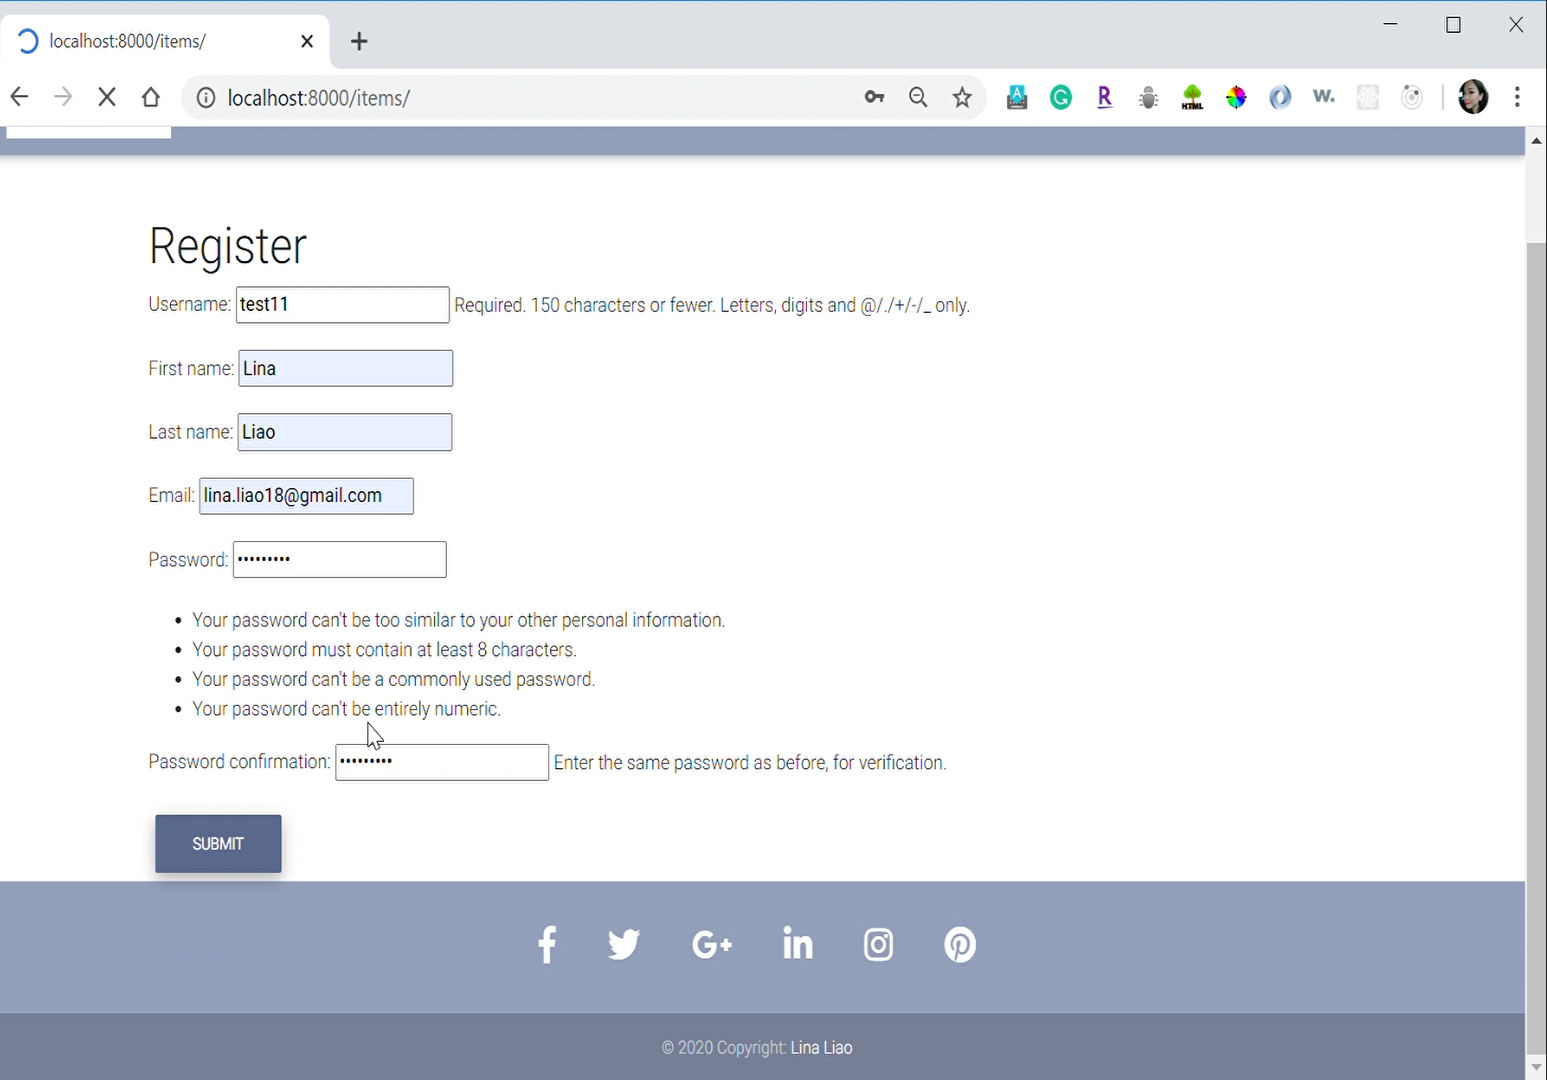 localhost:8000/items/
localhost:8000/items/
Register
Username: test11 Required. 150 characters or fewer. Letters, digits and @/./+/-/_ only.
First name: Lina
Last name: Liao
Email: lina.liao18@gmail.com
Password: •••••••••
• Your password can't be too similar to your other personal information.
• Your password must contain at least 8 characters.
• Your password can't be a commonly used password.
• Your password can't be entirely numeric.
Password confirmation: ••••••••• Enter the same password as before, for verification.
SUBMIT
© 2020 Copyright: Lina Liao